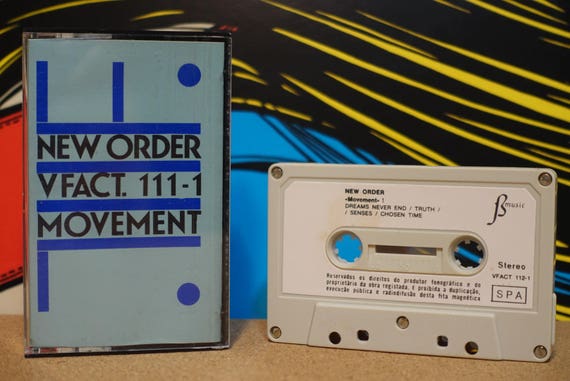 NEW ORDER
VFACT. 111-1
MOVEMENT
NEW ORDER
-Movement- 1
DREAMS NEVER END / TRUTH /
/ SENSES / CHOSEN TIME
β music
Stereo
VFACT 112-1
SPA
Reservados os direitos do produtor fonográfico e do
proprietário da obra registada. É proibida a duplicação,
execução pública e radiodifusão desta fita magnética